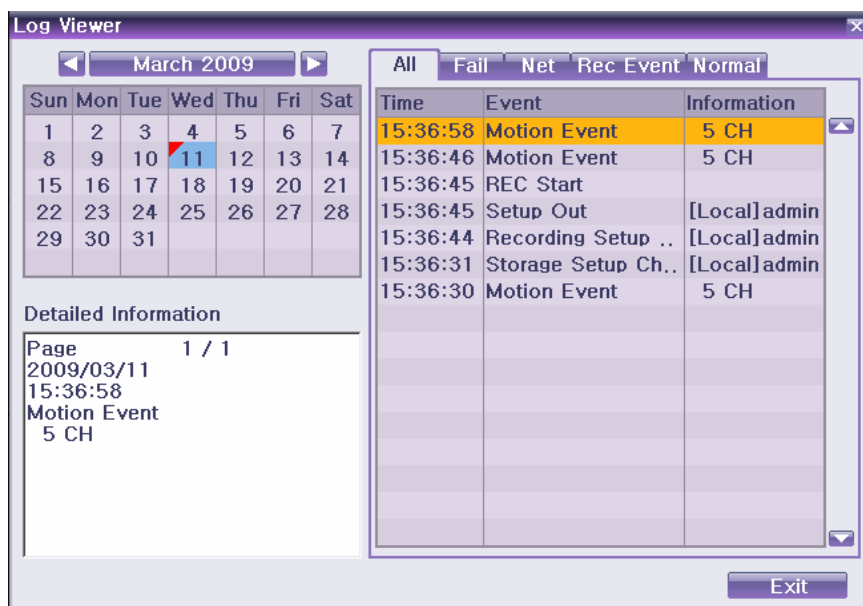 Log Viewer
March 2009
Sun Mon Tue Wed Thu Fri Sat
1 2 3 4 5 6 7
8 9 10 11 12 13 14
15 16 17 18 19 20 21
22 23 24 25 26 27 28
29 30 31
Detailed Information
Page 1 / 1
2009/03/11
15:36:58
Motion Event
5 CH
All Fail Net Rec Event Normal
Time Event Information
15:36:58 Motion Event 5 CH
15:36:46 Motion Event 5 CH
15:36:45 REC Start
15:36:45 Setup Out [Local]admin
15:36:44 Recording Setup .. [Local]admin
15:36:31 Storage Setup Ch.. [Local]admin
15:36:30 Motion Event 5 CH
Exit